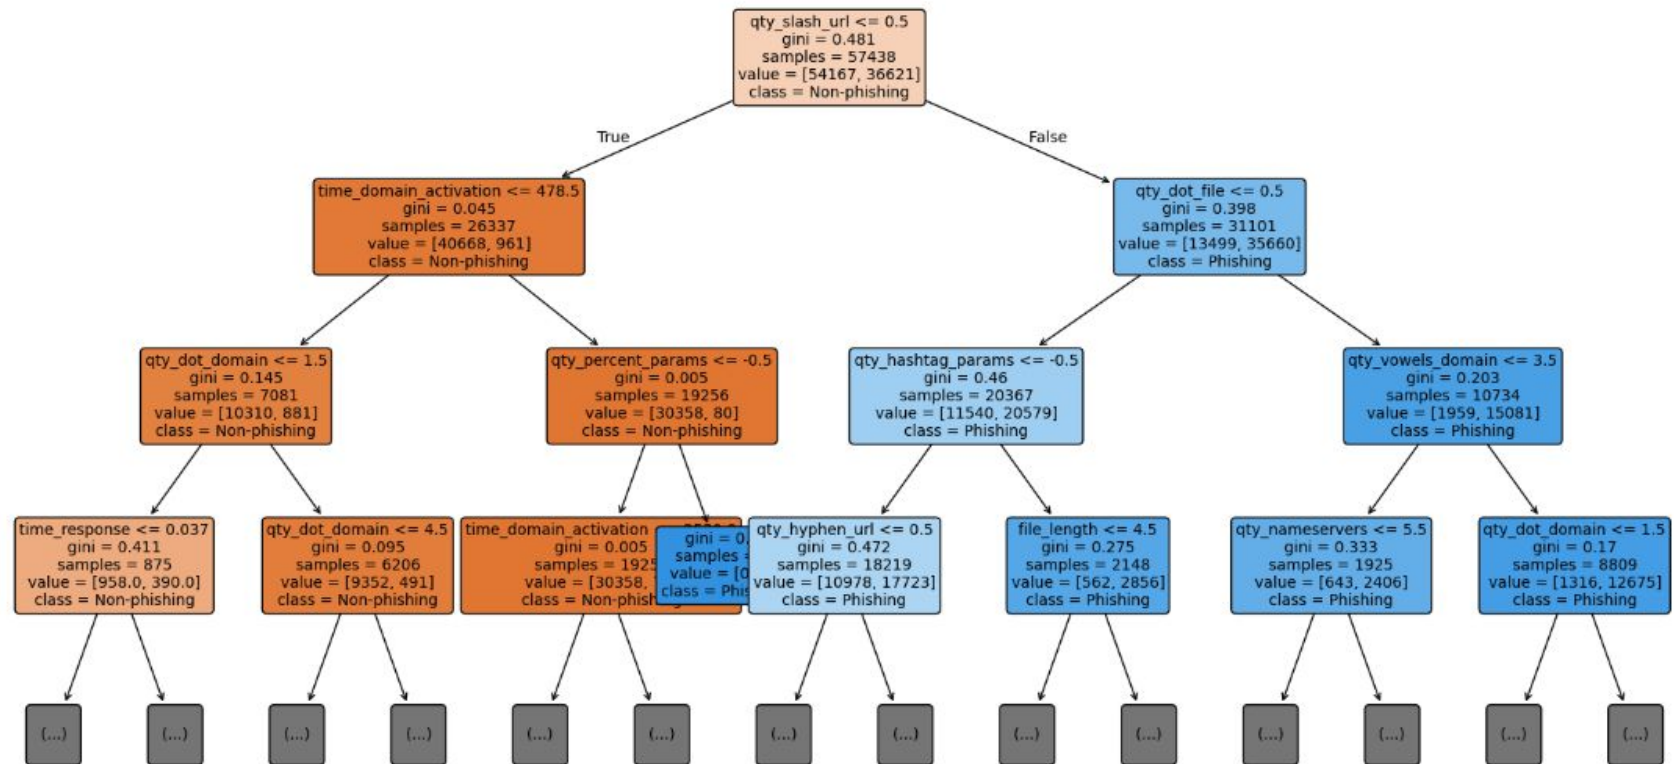 qty_slash_url <= 0.5
gini = 0.481
samples = 57438
value = [54167, 36621]
class = Non-phishing
True
False
time_domain_activation <= 478.5
gini = 0.045
samples = 26337
value = [40668, 961]
class = Non-phishing
qty_dot_file <= 0.5
gini = 0.398
samples = 31101
value = [13499, 35660]
class = Phishing
qty_dot_domain <= 1.5
gini = 0.145
samples = 7081
value = [10310, 881]
class = Non-phishing
qty_percent_params <= -0.5
gini = 0.005
samples = 19256
value = [30358, 80]
class = Non-phishing
qty_hashtag_params <= -0.5
gini = 0.46
samples = 20367
value = [11540, 20579]
class = Phishing
qty_vowels_domain <= 3.5
gini = 0.203
samples = 10734
value = [1959, 15081]
class = Phishing
time_response <= 0.037
gini = 0.411
samples = 875
value = [958.0, 390.0]
class = Non-phishing
qty_dot_domain <= 4.5
gini = 0.095
samples = 6206
value = [9352, 491]
class = Non-phishing
time_domain_activation
gini = 0.005
samples = 1925
value = [30358,
class = Non-phis
gini = 0.
samples =
value = [0
class = Phis
qty_hyphen_url <= 0.5
gini = 0.472
samples = 18219
value = [10978, 17723]
class = Phishing
file_length <= 4.5
gini = 0.275
samples = 2148
value = [562, 2856]
class = Phishing
qty_nameservers <= 5.5
gini = 0.333
samples = 1925
value = [643, 2406]
class = Phishing
qty_dot_domain <= 1.5
gini = 0.17
samples = 8809
value = [1316, 12675]
class = Phishing
(...)
(...)
(...)
(...)
(...)
(...)
(...)
(...)
(...)
(...)
(...)
(...)
(...)
(...)